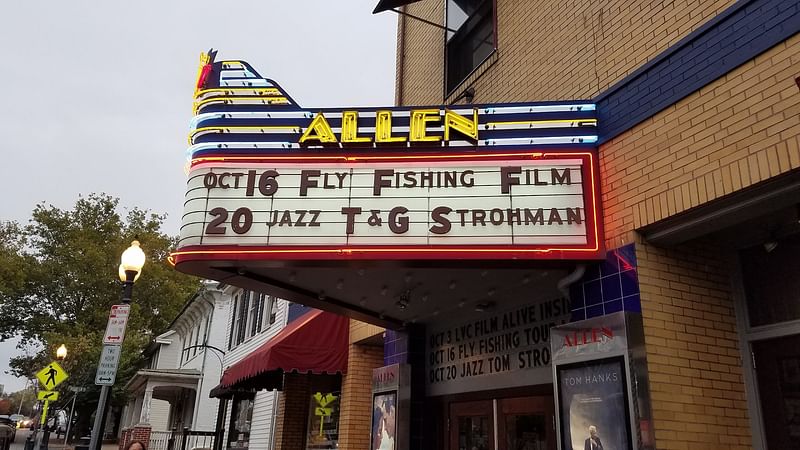 ALLEN
OCT 16 FLY FISHING FILM
20 JAZZ T&G STROHMAN
OCT 3 LVC FILM ALIVE INSI
OCT 16 FLY FISHING TOU
OCT 20 JAZZ TOM STRO
ALLEN
TOM HANKS